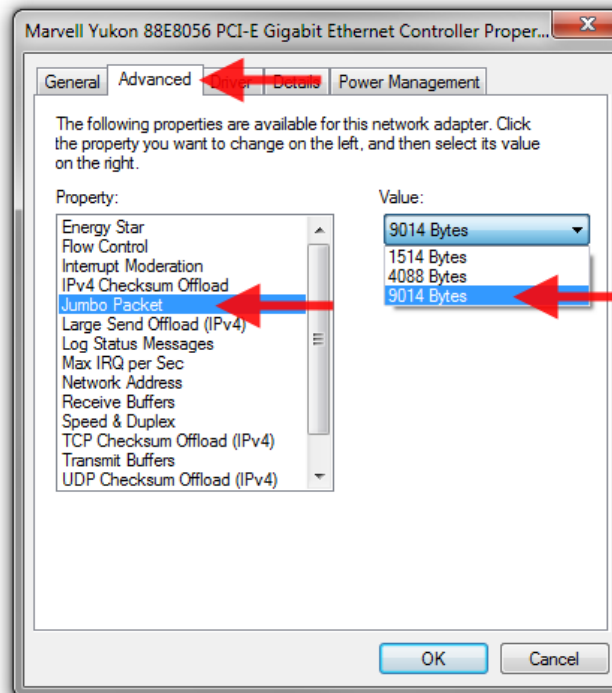 Marvell Yukon 88E8056 PCI-E Gigabit Ethernet Controller Proper...
General Advanced Driver Details Power Management
The following properties are available for this network adapter. Click
the property you want to change on the left, and then select its value
on the right.
Property:
Value:
Energy Star
Flow Control
Interrupt Moderation
IPv4 Checksum Offload
Jumbo Packet
Large Send Offload (IPv4)
Log Status Messages
Max IRQ per Sec
Network Address
Receive Buffers
Speed & Duplex
TCP Checksum Offload (IPv4)
Transmit Buffers
UDP Checksum Offload (IPv4)
9014 Bytes
1514 Bytes
4088 Bytes
9014 Bytes
OK
Cancel